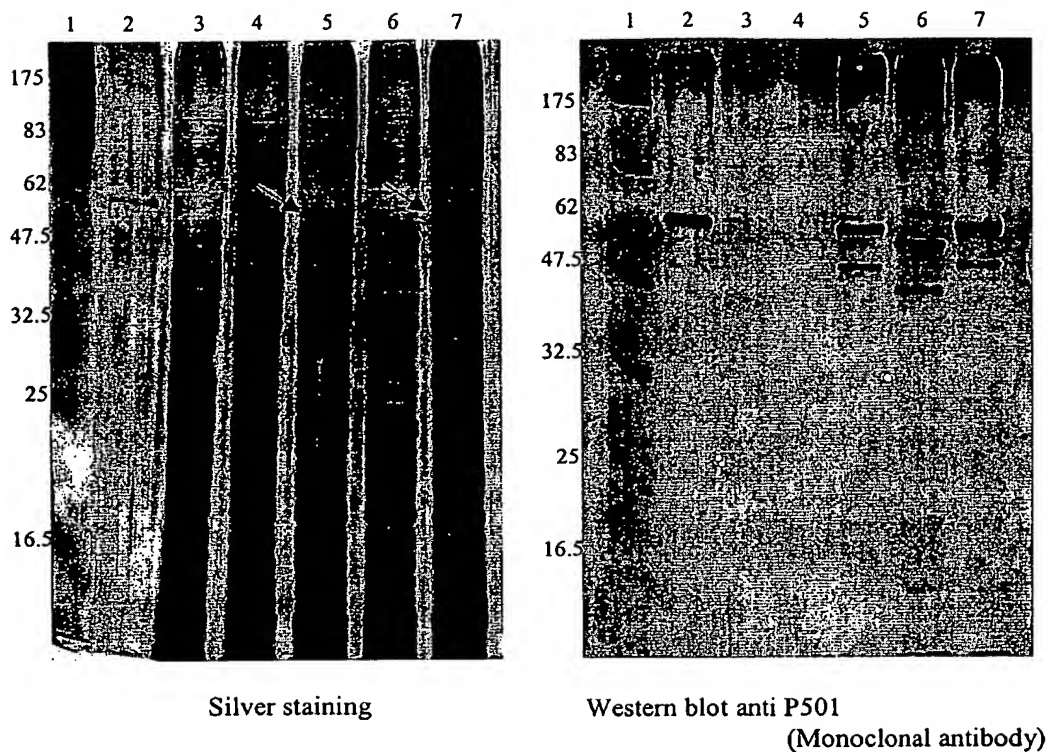 1 2 3 4 5 6 7
175
83
62
47.5
32.5
25
16.5
Silver staining
1 2 3 4 5 6 7
175
83
62
47.5
32.5
25
16.5
Western blot anti P501
(Monoclonal antibody)